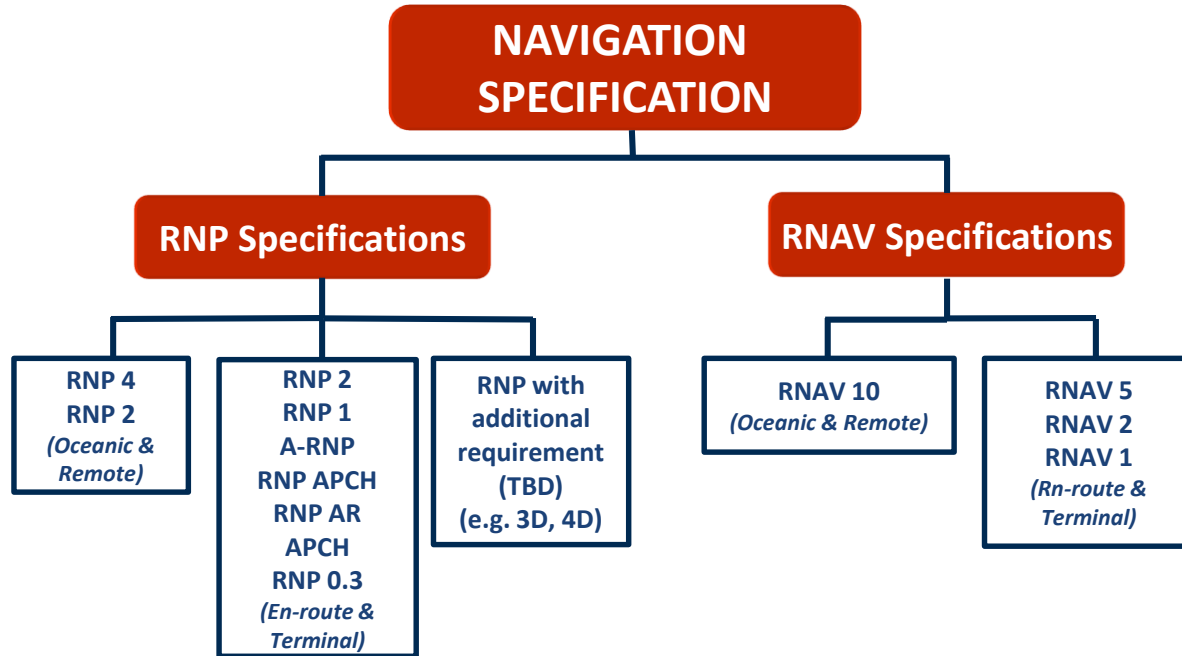 NAVIGATION
SPECIFICATION
RNP Specifications
RNAV Specifications
RNP 4
RNP 2
(Oceanic &
Remote)
RNP 2
RNP 1
A-RNP
RNP APCH
RNP AR
APCH
RNP 0.3
(En-route &
Terminal)
RNP with
additional
requirement
(TBD)
(e.g. 3D, 4D)
RNAV 10
(Oceanic & Remote)
RNAV 5
RNAV 2
RNAV 1
(Rn-route &
Terminal)